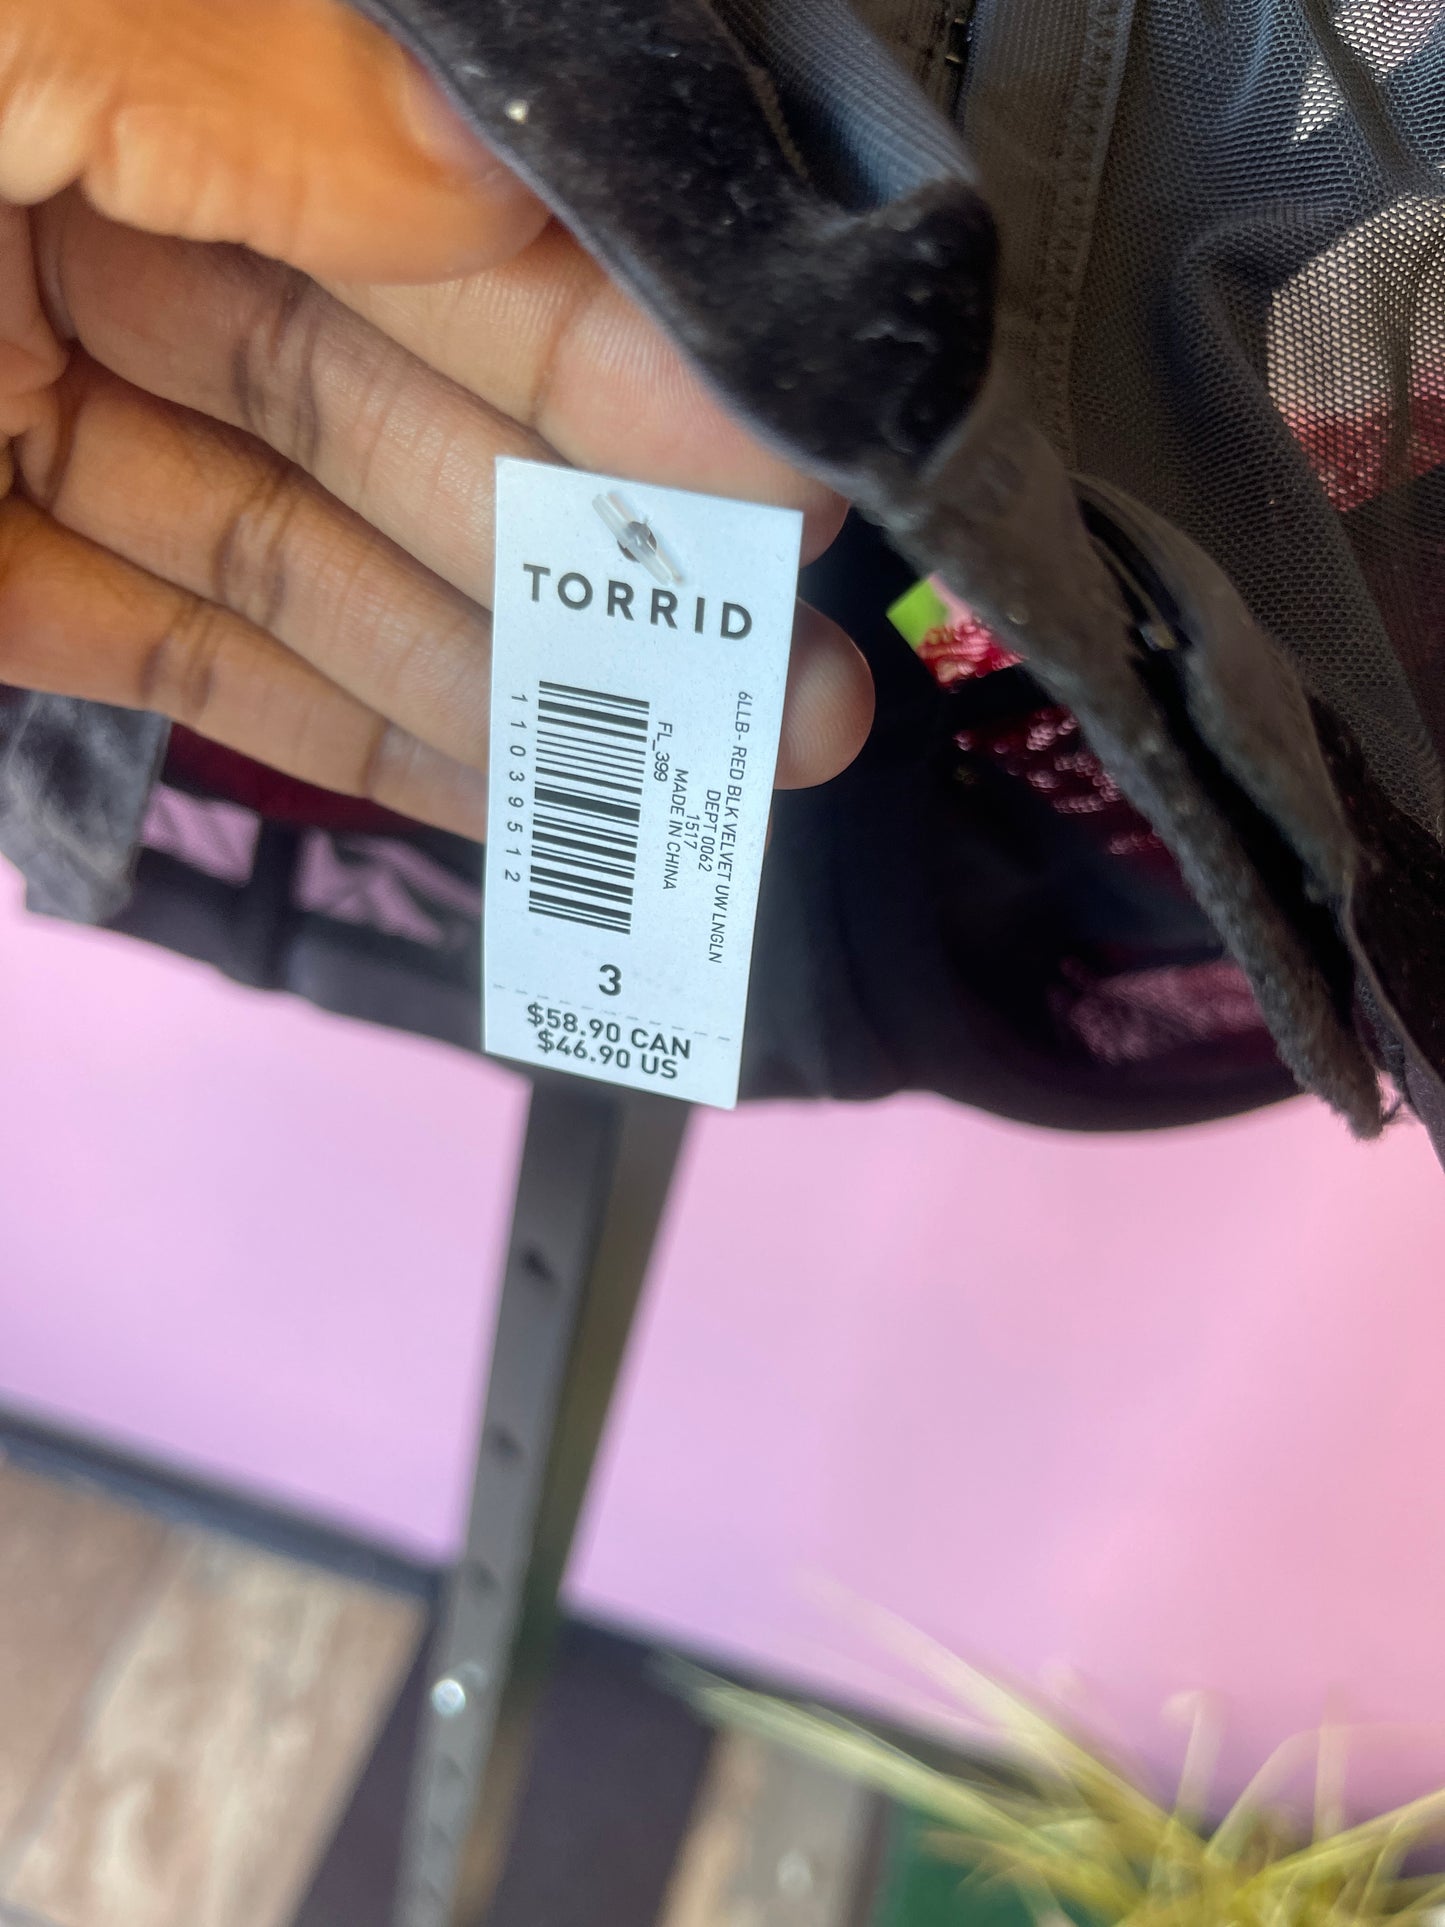 TORRID
6LLB - RED BLK VELVET UW LNGLN
DEPT 0062
1517
MADE IN CHINA
FL_399
11039512
3
$58.90 CAN
$46.90 US